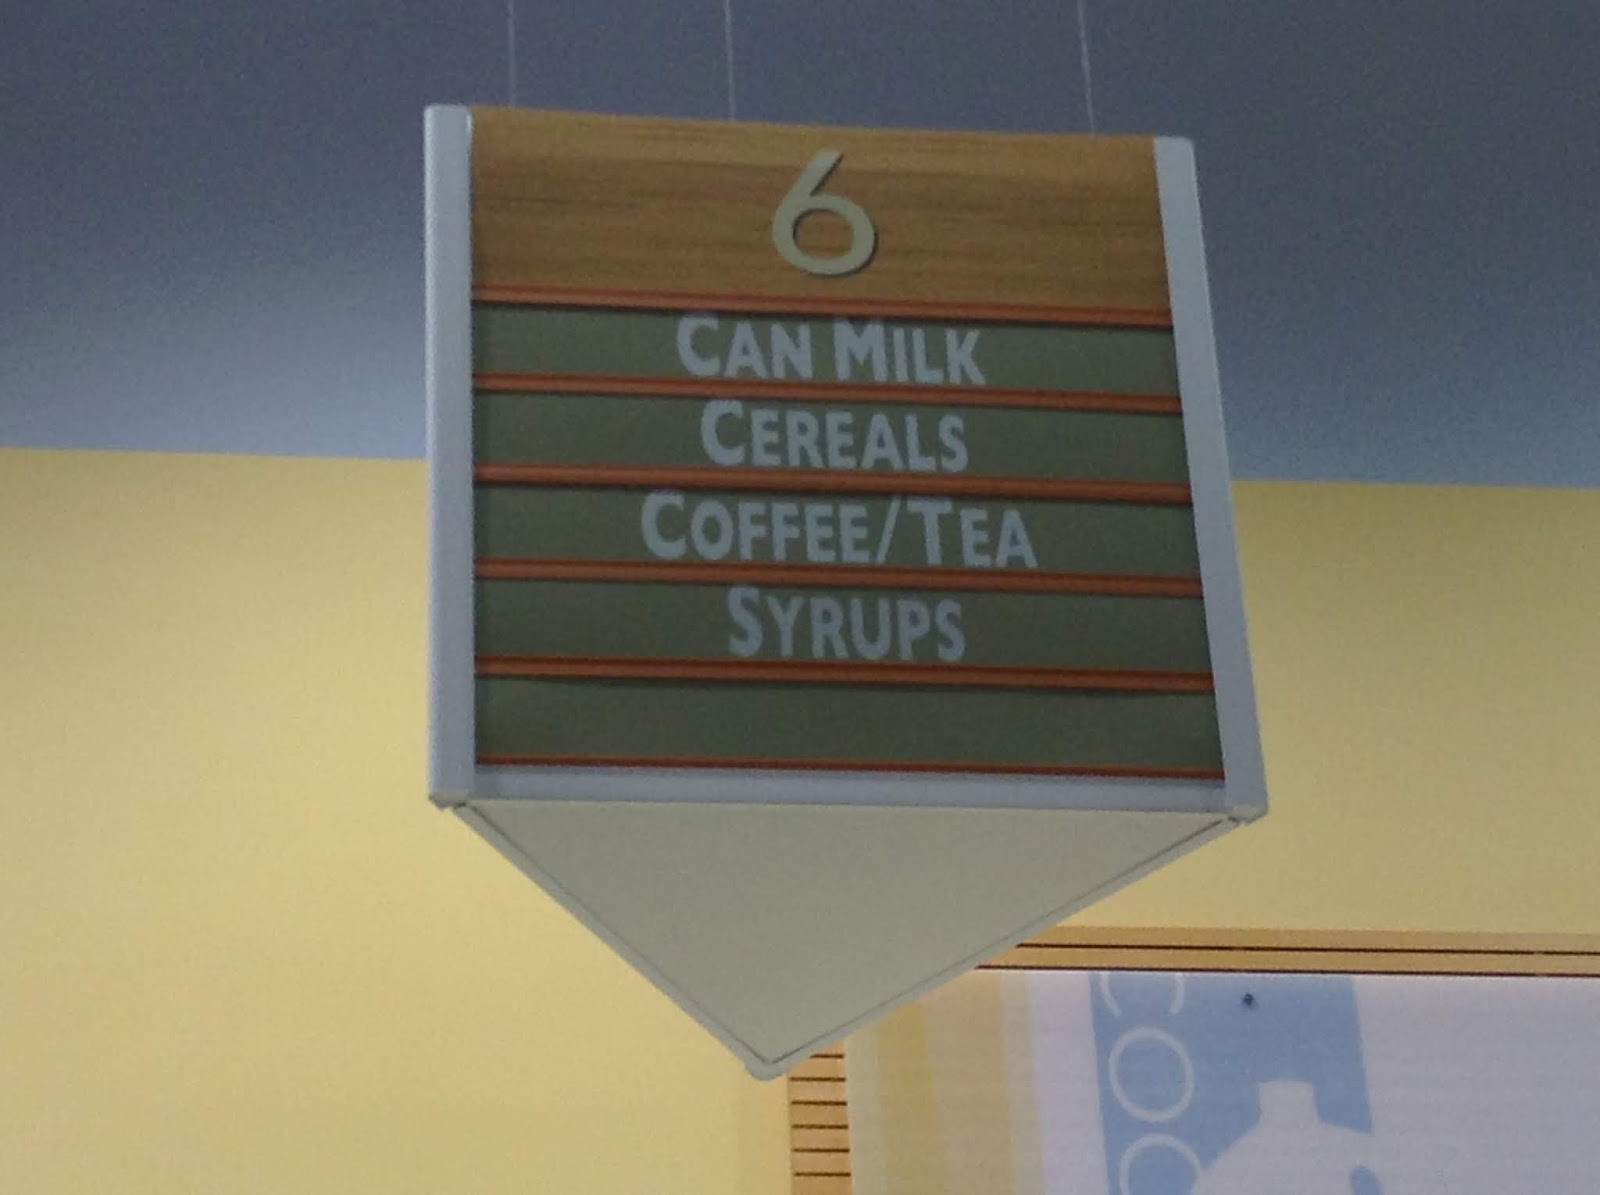 6
CAN MILK
CEREALS
COFFEE/TEA
SYRUPS